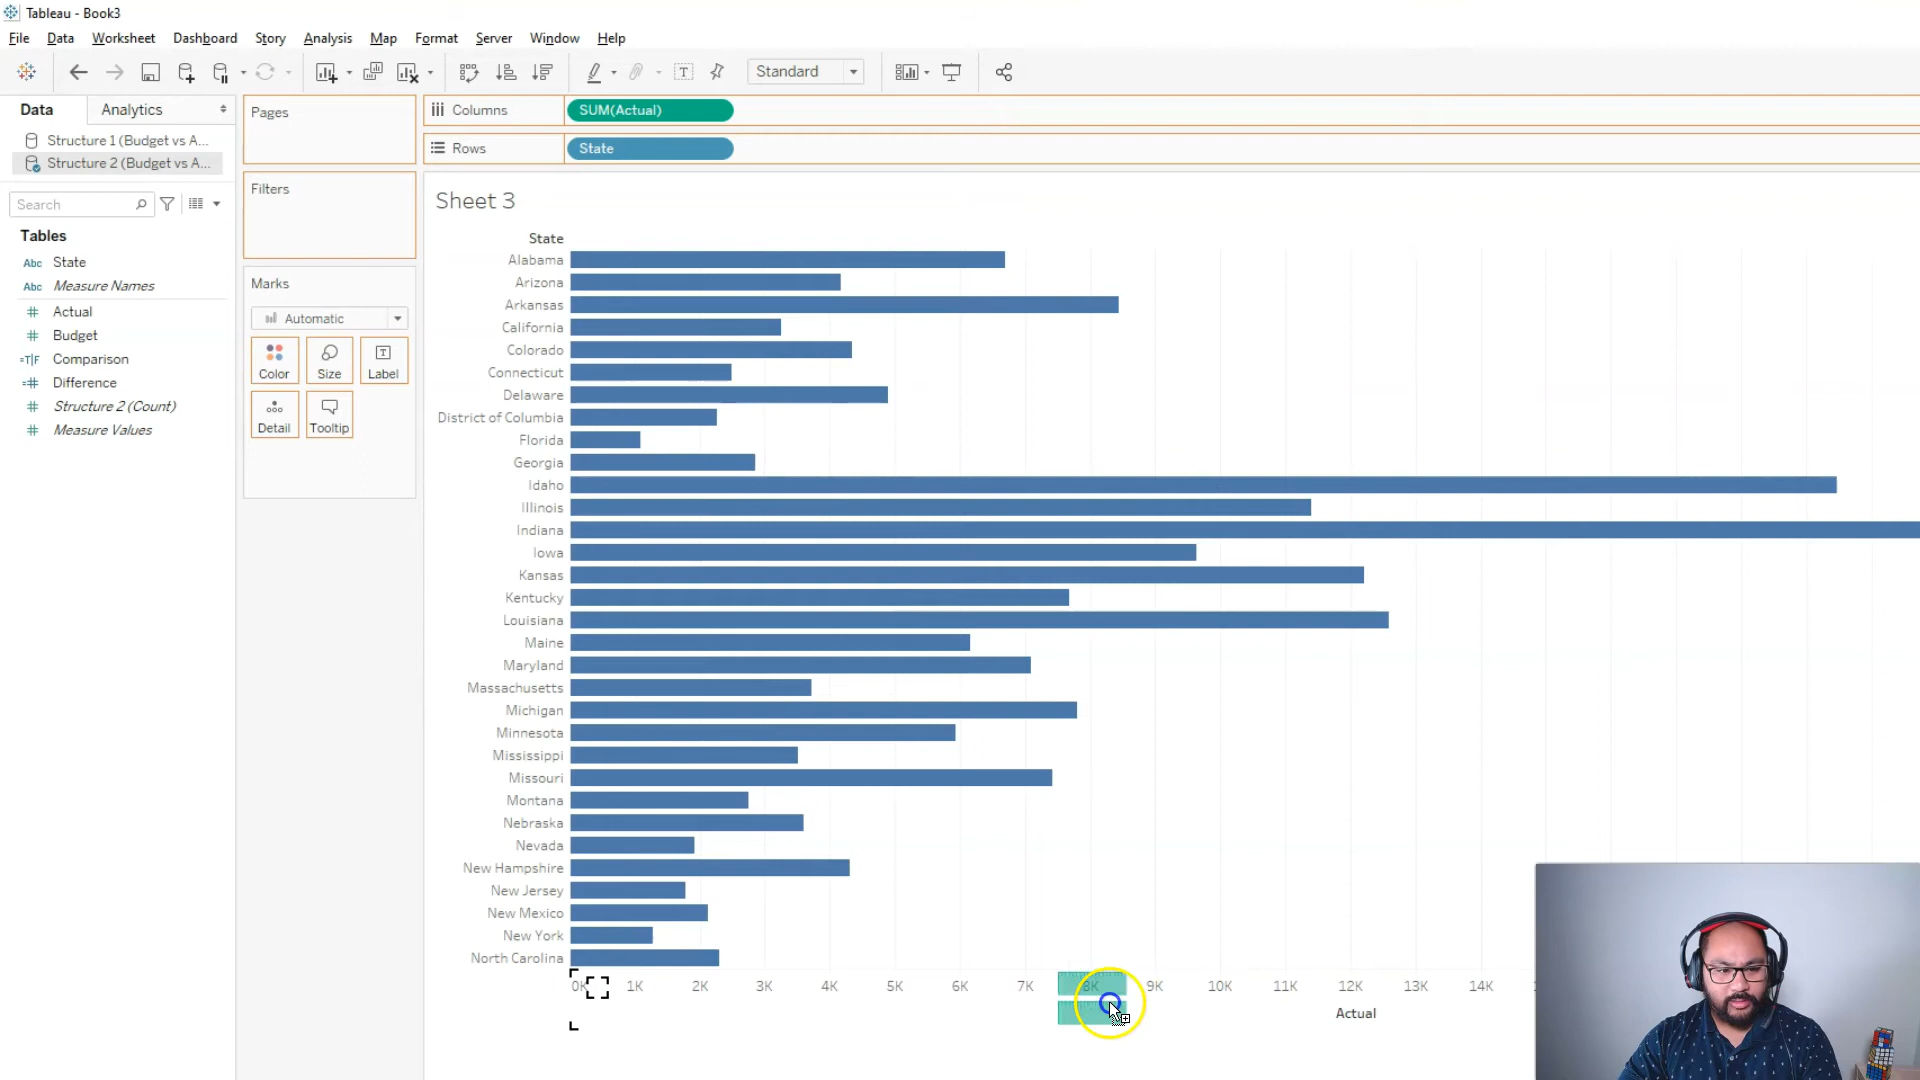 Tableau - Book3
File Data Worksheet Dashboard Story Analysis Map Format Server Window Help
Standard
Data Analytics
Pages
Columns SUM(Actual)
Structure 1 (Budget vs A...
Structure 2 (Budget vs A...
Rows State
Filters
Search
Sheet 3
Tables
State
Abc State
Abc Measure Names
Actual
Budget
=T|F Comparison
Difference
Structure 2 (Count)
Measure Values
Marks
Automatic
Color Size Label
Detail Tooltip
Alabama
Arizona
Arkansas
California
Colorado
Connecticut
Delaware
District of Columbia
Florida
Georgia
Idaho
Illinois
Indiana
Iowa
Kansas
Kentucky
Louisiana
Maine
Maryland
Massachusetts
Michigan
Minnesota
Mississippi
Missouri
Montana
Nebraska
Nevada
New Hampshire
New Jersey
New Mexico
New York
North Carolina
0K 1K 2K 3K 4K 5K 6K 7K 8K 9K 10K 11K 12K 13K 14K
Actual